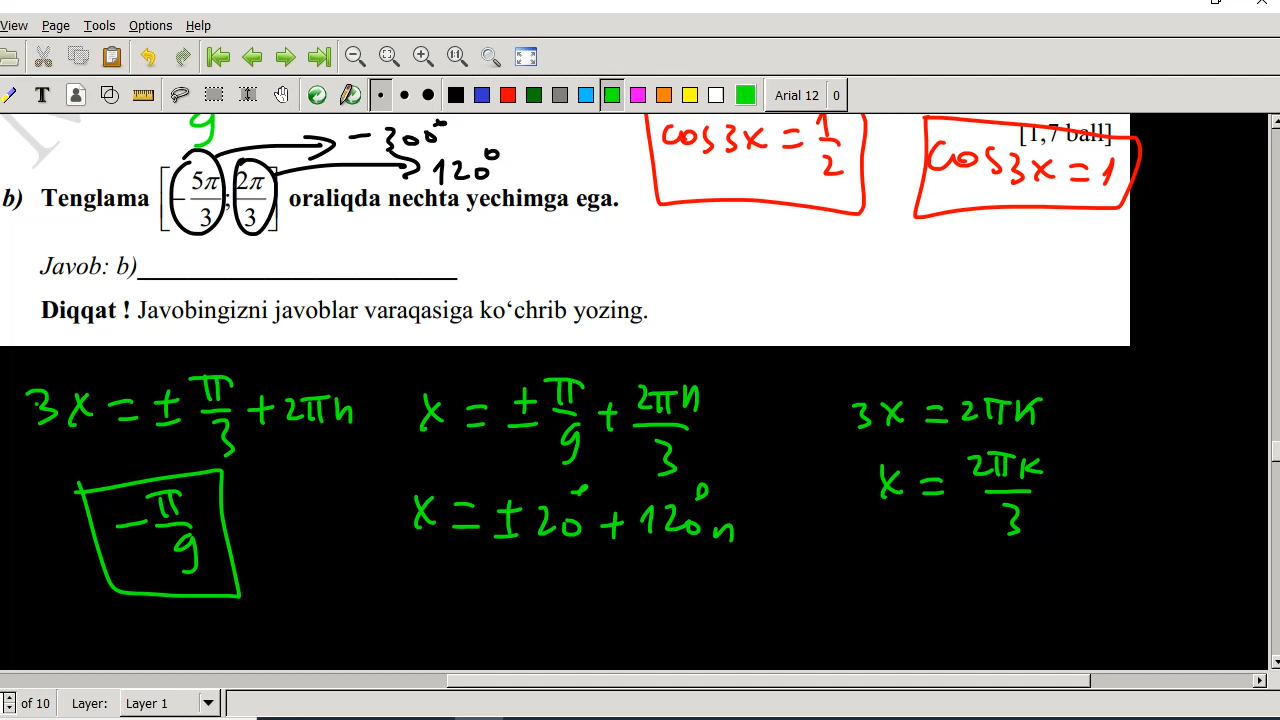 View Page Tools Options Help
T Arial 12 0
9
- 300°
120°
cos3x = 1/2
[1,7 ball]
cos3x = 1
b) Tenglama [-5π/3; 2π/3] oraliqda nechta yechimga ega.
Javob: b)__________________________
Diqqat ! Javobingizni javoblar varaqasiga ko‘chrib yozing.
3x = ± π/3 + 2πn
x = ± π/9 + 2πn/3
3x = 2πk
x = 2πk/3
- π/9
x = ± 20° + 120°n
of 10 Layer: Layer 1